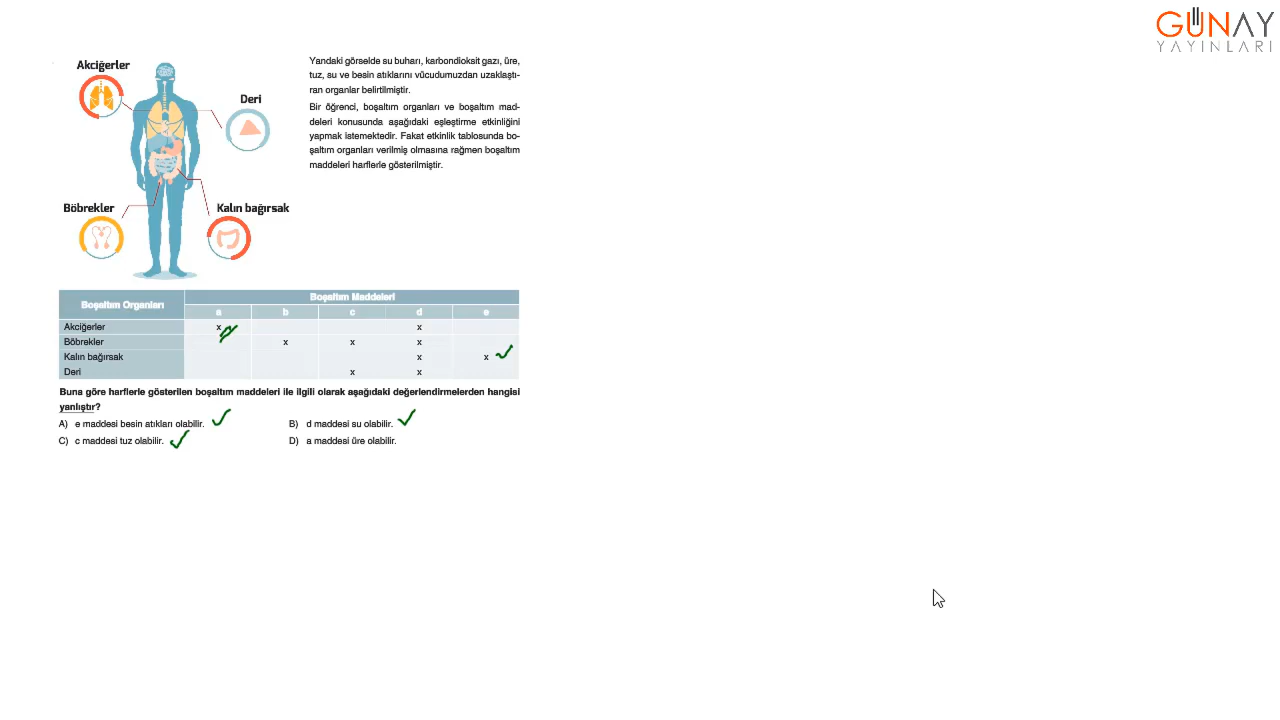 GÜNAY
YAYINLARI
Akciğerler
Deri
Böbrekler
Kalın bağırsak
Yandaki görselde su buharı, karbondioksit gazı, üre,
tuz, su ve besin atıklarını vücudumuzdan uzaklaştı-
ran organlar belirtilmiştir.
Bir öğrenci, boşaltım organları ve boşaltım mad-
deleri konusunda aşağıdaki eşleştirme etkinliğini
yapmak istemektedir. Fakat etkinlik tablosunda bo-
şaltım organları verilmiş olmasına rağmen boşaltım
maddeleri harflerle gösterilmiştir.
Boşaltım Organları
Boşaltım Maddeleri
a b c d e
Akciğerler x x
Böbrekler x x x
Kalın bağırsak x x
Deri x x
Buna göre harflerle gösterilen boşaltım maddeleri ile ilgili olarak aşağıdaki değerlendirmelerden hangisi
yanlıştır?
A) e maddesi besin atıkları olabilir.
B) d maddesi su olabilir.
C) c maddesi tuz olabilir.
D) a maddesi üre olabilir.